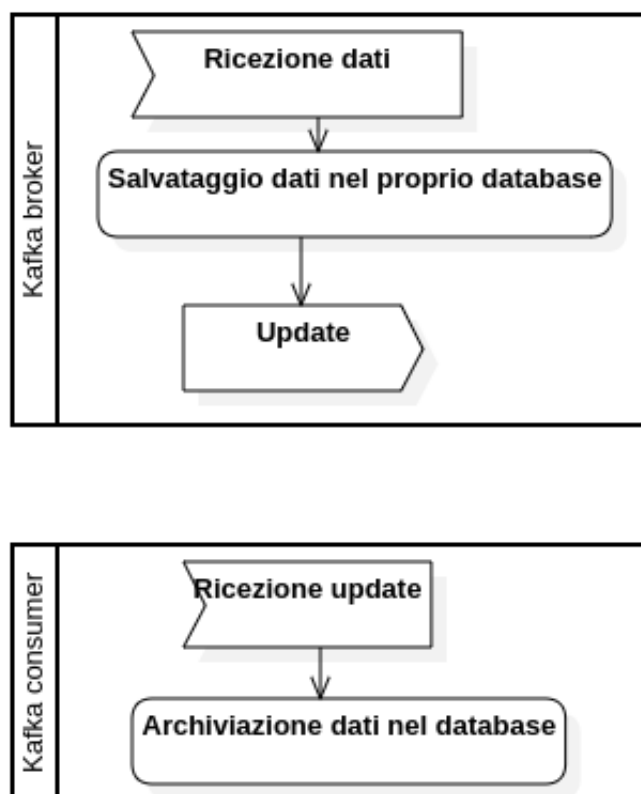 Kafka broker
Ricezione dati
Salvataggio dati nel proprio database
Update
Kafka consumer
Ricezione update
Archiviazione dati nel database